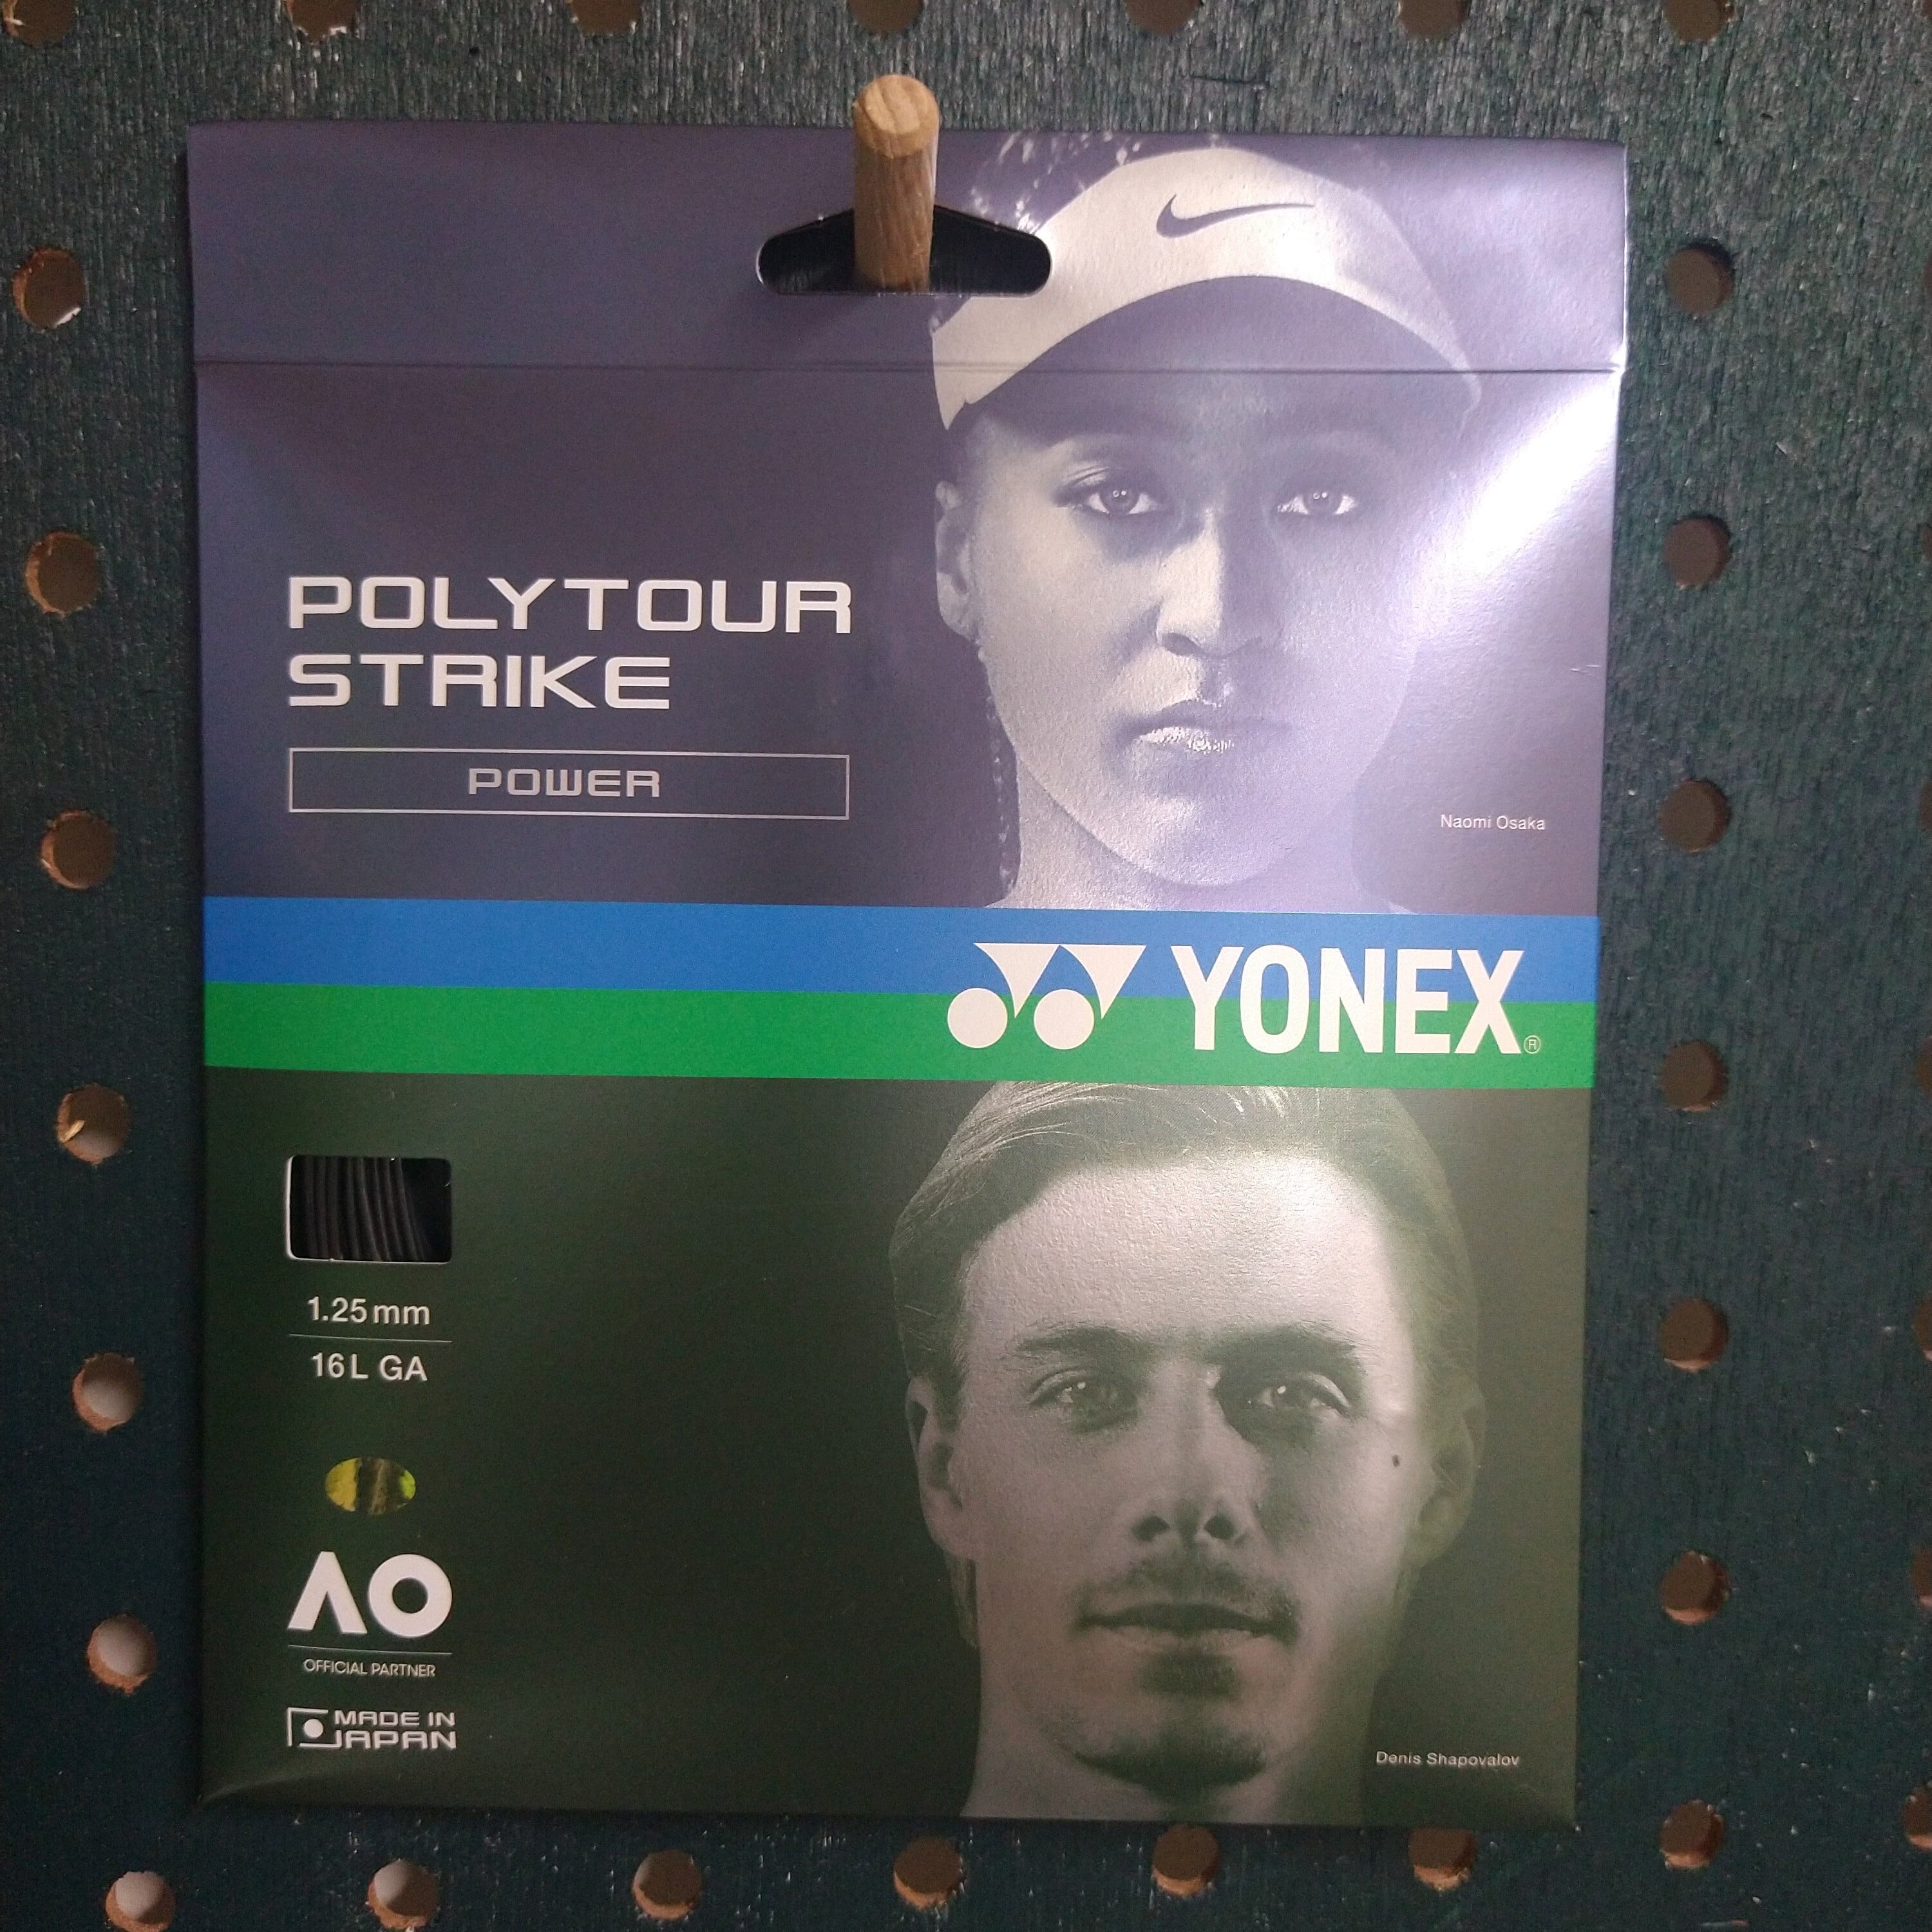 POLYTOUR
STRIKE
POWER
Naomi Osaka
YONEX®
1.25mm
16L GA
AO
OFFICIAL PARTNER
MADE IN
JAPAN
Denis Shapovalov